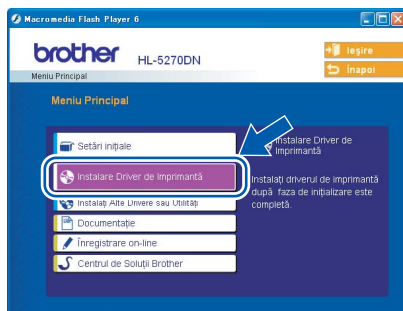 Macromedia Flash Player 6
brother HL-5270DN
Ieşire
Înapoi
Meniu Principal
Meniu Principal
Setări iniţiale
Instalare Driver de Imprimantă
Instalaţi Alte Drivere sau Utilităţi
Documentaţie
Înregistrare on-line
Centrul de Soluţii Brother
Instalare Driver de
Imprimantă
Instalaţi driverul de imprimantă
după faza de iniţializare este
completă.